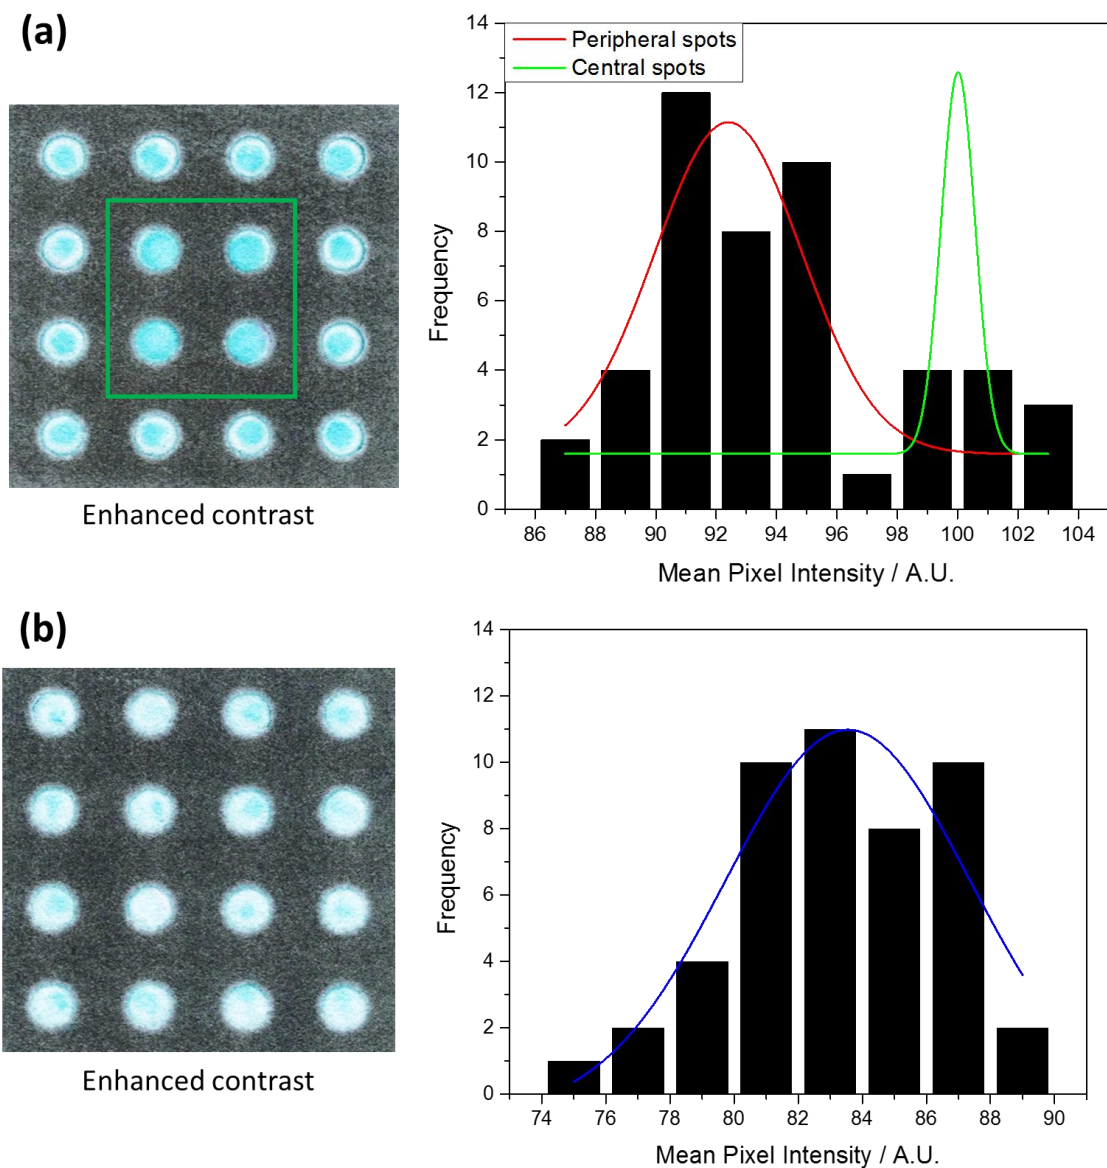 (a)
Enhanced contrast
Peripheral spots
Central spots
14
12
10
8
6
4
2
0
Frequency
86 88 90 92 94 96 98 100 102 104
Mean Pixel Intensity / A.U.
(b)
Enhanced contrast
14
12
10
8
6
4
2
0
Frequency
74 76 78 80 82 84 86 88 90
Mean Pixel Intensity / A.U.